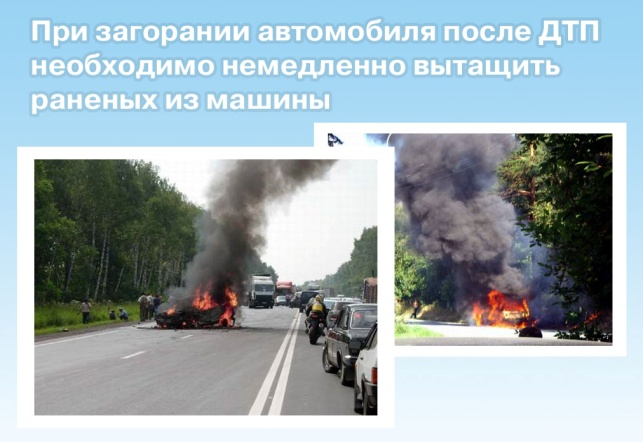 При загорании автомобиля после ДТП
необходимо немедленно вытащить
раненых из машины